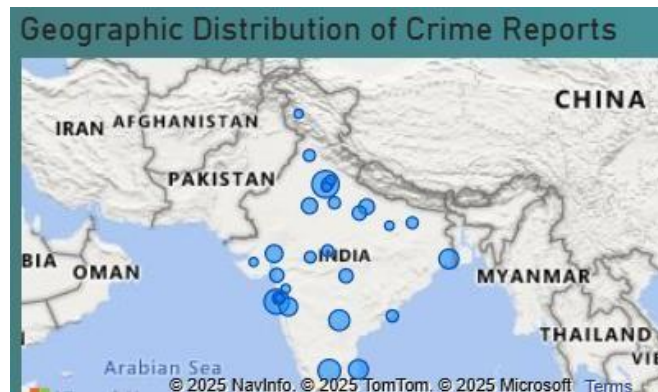 Geographic Distribution of Crime Reports
CHINA
IRAN
AFGHANISTAN
PAKISTAN
INDIA
OMAN
MYANMAR
THAILAND
Arabian Sea
© 2025 NavInfo, © 2025 TomTom, © 2025 Microsoft Terms